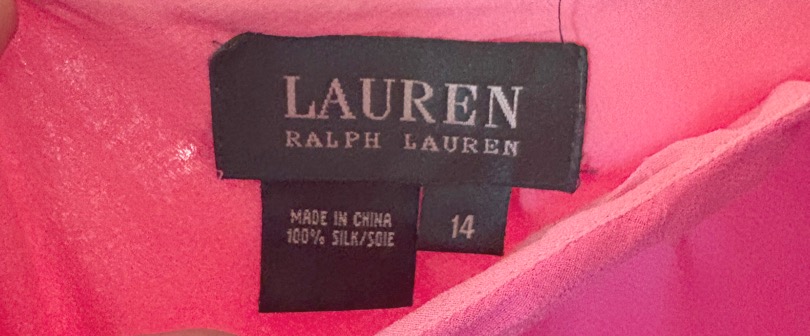 LAUREN
RALPH LAUREN
MADE IN CHINA
100% SILK/SOIE
14